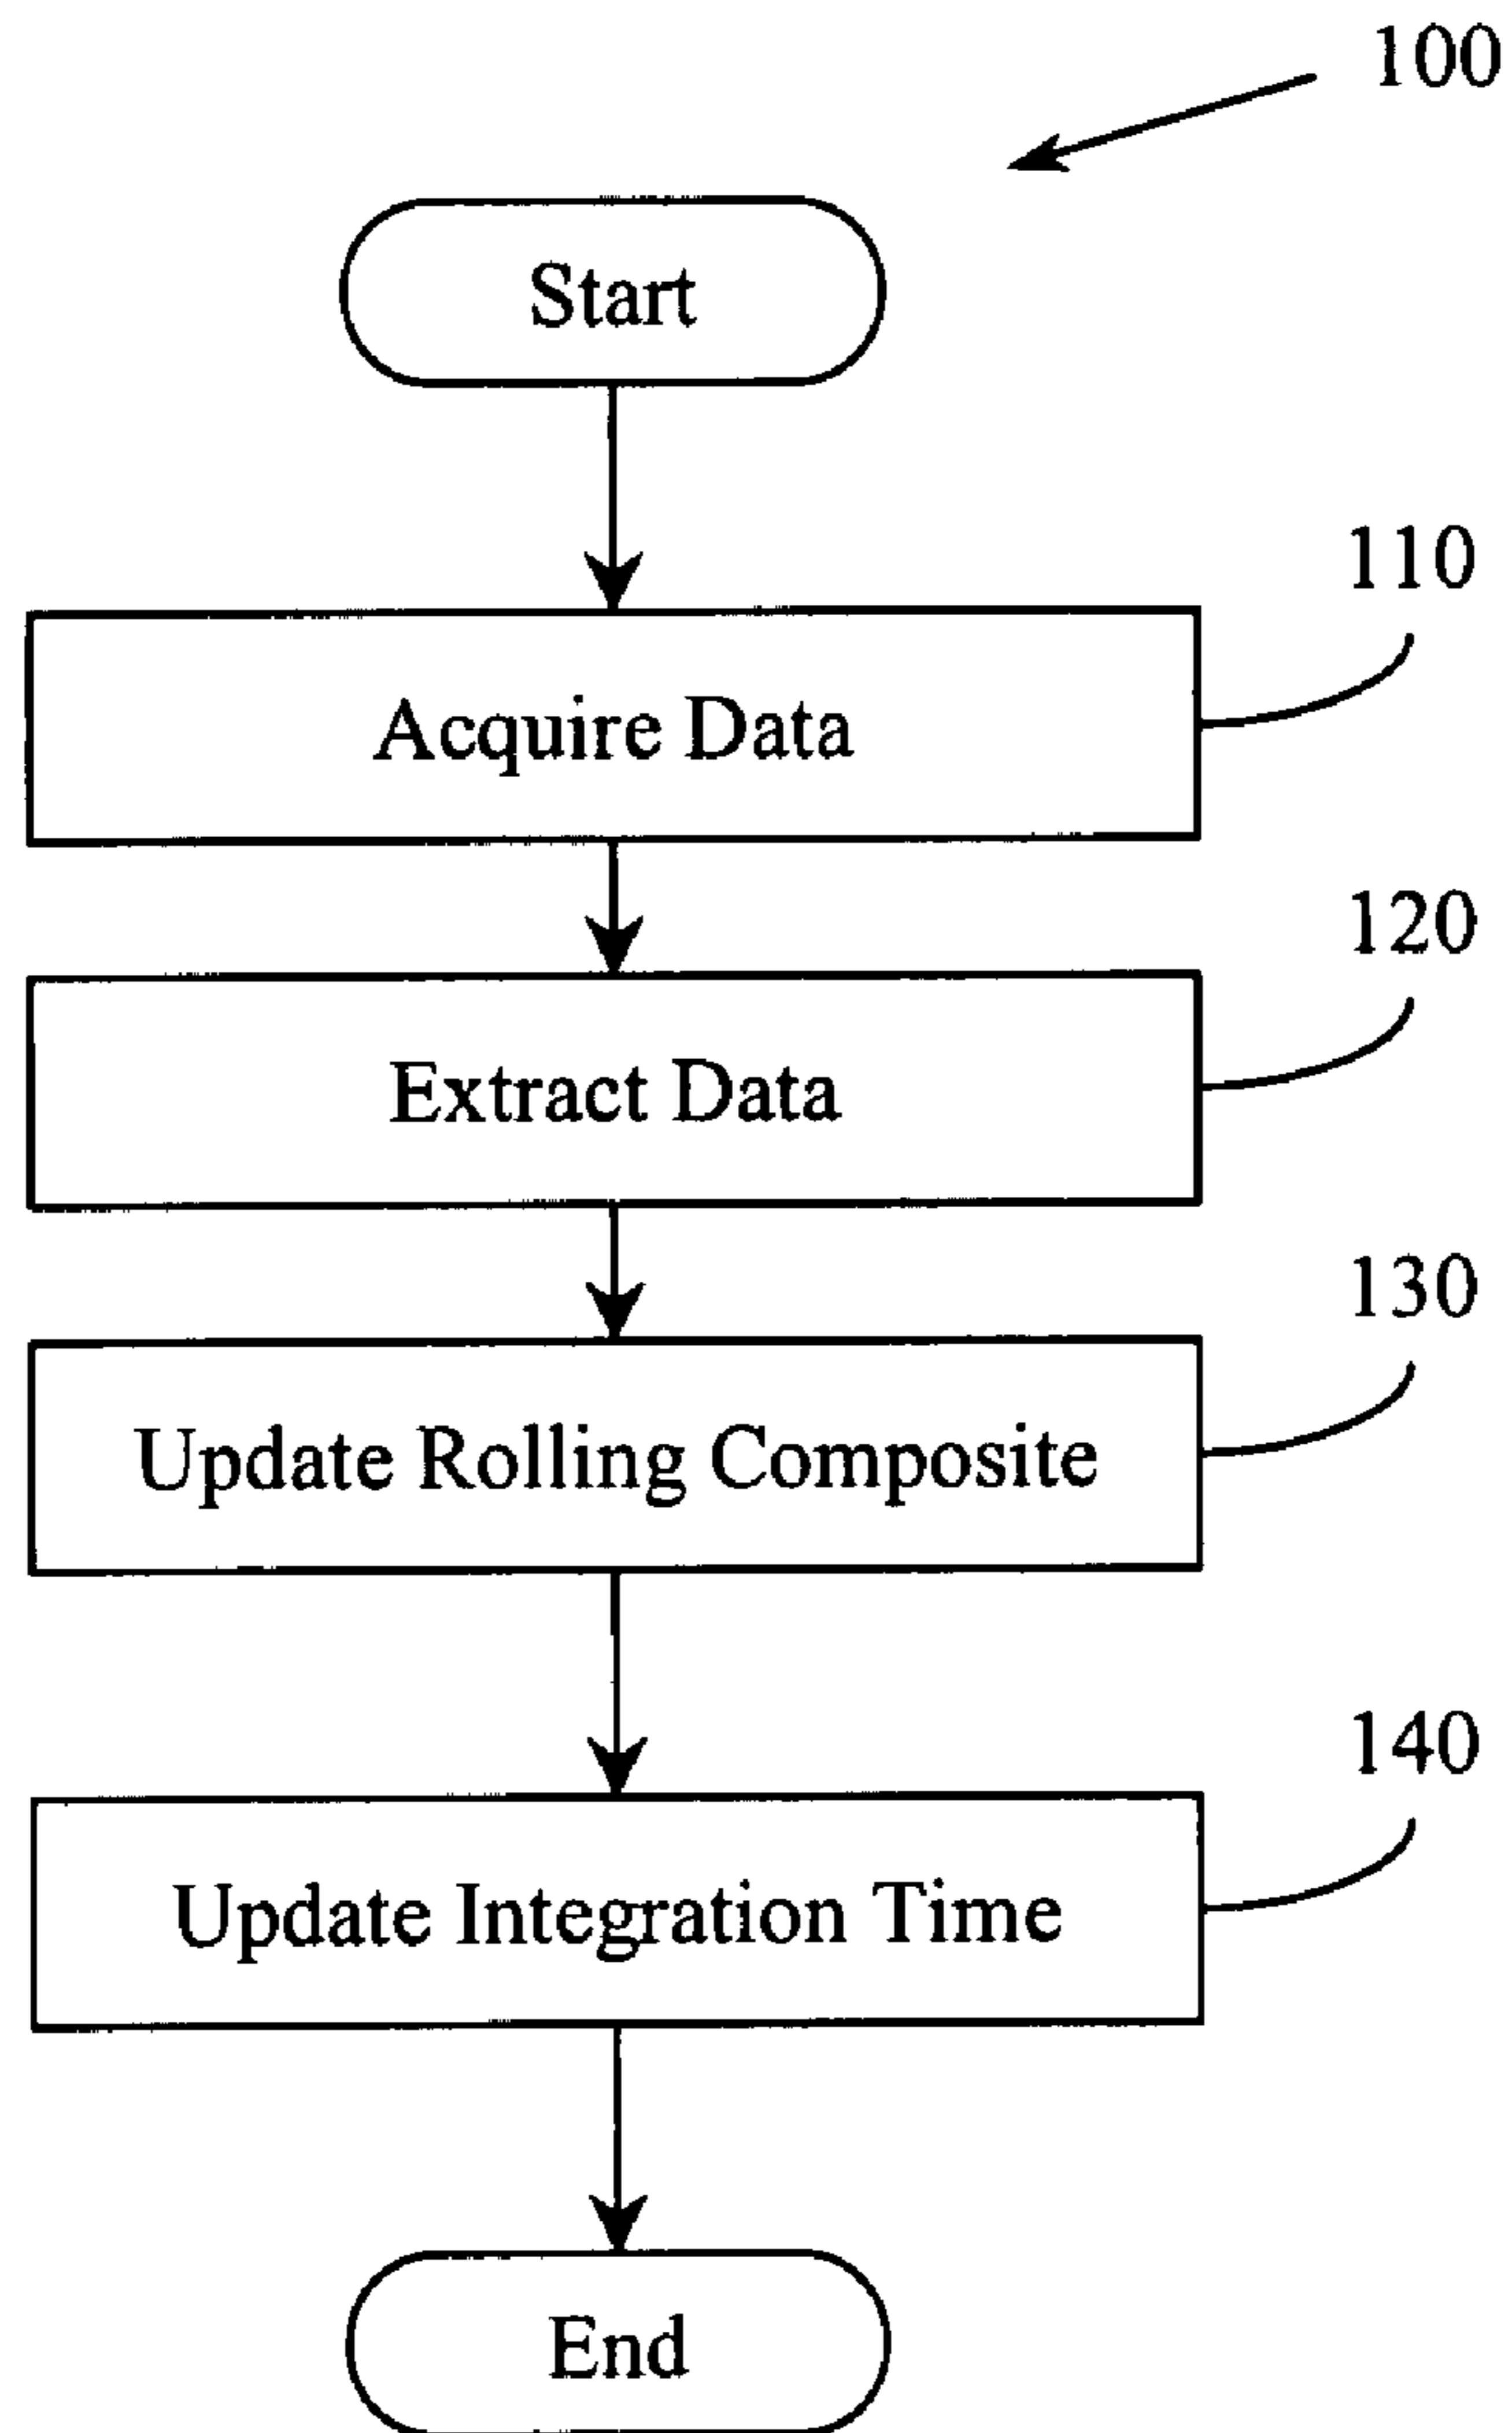 100
Start
110
Acquire Data
120
Extract Data
130
Update Rolling Composite
140
Update Integration Time
End